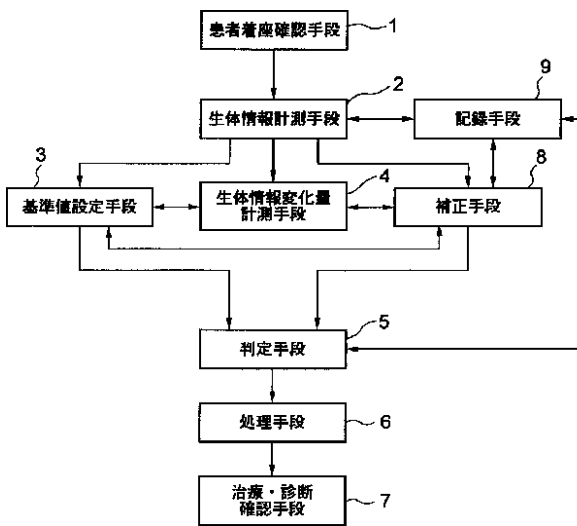 患者着座確認手段
1
生体情報計測手段
2
記録手段
9
基準値設定手段
3
生体情報変化量
計測手段
4
補正手段
8
判定手段
5
処理手段
6
治療・診断
確認手段
7